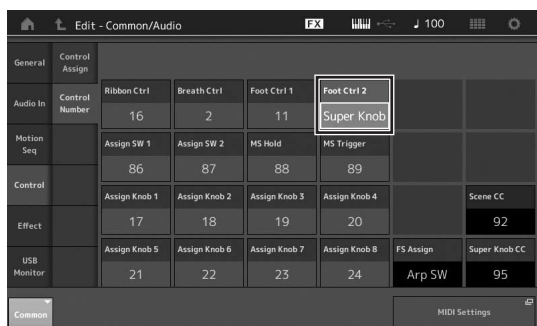 Edit - Common/Audio FX 100
General Control Assign
Audio In Control Number
Motion Seq
Control
Effect
USB Monitor
Common
Ribbon Ctrl Breath Ctrl Foot Ctrl 1 Foot Ctrl 2
16 2 11 Super Knob
Assign SW 1 Assign SW 2 MS Hold MS Trigger
86 87 88 89
Assign Knob 1 Assign Knob 2 Assign Knob 3 Assign Knob 4 Scene CC
17 18 19 20 92
Assign Knob 5 Assign Knob 6 Assign Knob 7 Assign Knob 8 FS Assign Super Knob CC
21 22 23 24 Arp SW 95
MIDI Settings